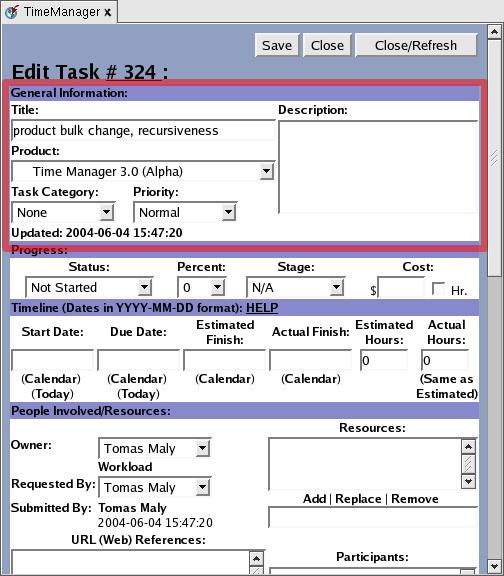 TimeManager x
Save Close Close/Refresh
Edit Task # 324 :
General Information:
Title: Description:
product bulk change, recursiveness
Product:
Time Manager 3.0 (Alpha)
Task Category: Priority:
None Normal
Updated: 2004-06-04 15:47:20
Progress:
Status: Percent: Stage: Cost:
Not Started 0 N/A $ Hr.
Timeline (Dates in YYYY-MM-DD format): HELP
Start Date: Due Date: Estimated Finish: Actual Finish: Estimated Hours: Actual Hours:
0 0
(Calendar) (Calendar) (Calendar) (Calendar) (Same as Estimated)
(Today) (Today)
People Involved/Resources:
Resources:
Owner: Tomas Maly
Workload
Requested By: Tomas Maly
Add | Replace | Remove
Submitted By: Tomas Maly
2004-06-04 15:47:20
URL (Web) References:
Participants: